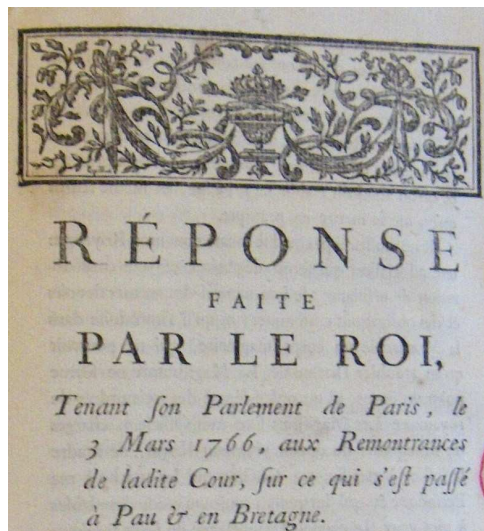 RÉPONSE
FAITE
PAR LE ROI,
Tenant ſon Parlement de Paris, le
3 Mars 1766, aux Remontrances
de ladite Cour, ſur ce qui s'eſt paſſé
à Pau & en Bretagne.